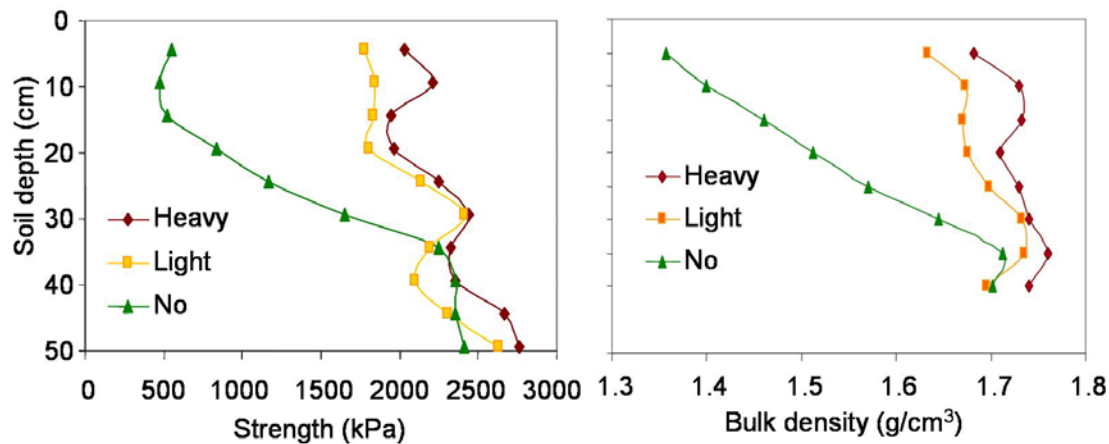 0
10
20
30
40
50
Soil depth (cm)
Heavy
Light
No
0 500 1000 1500 2000 2500 3000
Strength (kPa)
Heavy
Light
No
1.3 1.4 1.5 1.6 1.7 1.8
Bulk density (g/cm³)